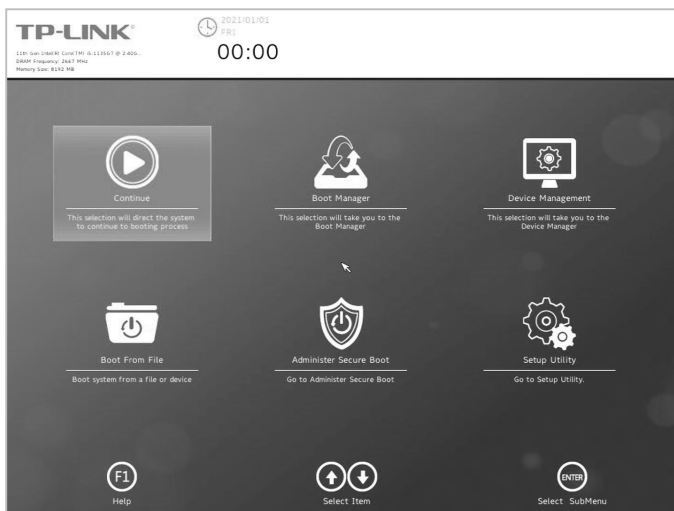 TP-LINK®
2021/01/01
FRI
00:00
11th Gen Intel(R) Core(TM) i5-1135G7 @ 2.40G...
DRAM Frequency: 2667 MHz
Memory Size: 8192 MB
Continue
This selection will direct the system
to continue to booting process
Boot Manager
This selection will take you to the
Boot Manager
Device Management
This selection will take you to the
Device Manager
Boot From File
Boot system from a file or device
Administer Secure Boot
Go to Administer Secure Boot
Setup Utility
Go to Setup Utility.
F1
Help
Select Item
ENTER
Select SubMenu